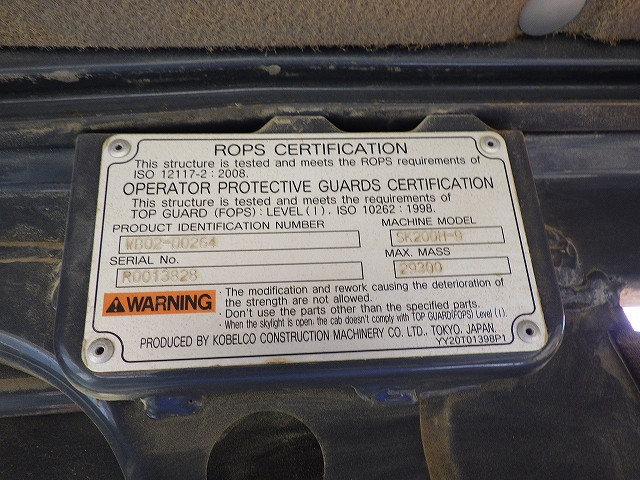 ROPS CERTIFICATION
This structure is tested and meets the ROPS requirements of
ISO 12117-2 : 2008.
OPERATOR PROTECTIVE GUARDS CERTIFICATION
This structure is tested and meets the requirements of
TOP GUARD (FOPS) : LEVEL(I). ISO 10262 : 1998.
PRODUCT IDENTIFICATION NUMBER
MACHINE MODEL
WB02-00264
SK200H-9
SERIAL No.
MAX. MASS
R0013828
29300
WARNING
· The modification and rework causing the deterioration of
the strength are not allowed.
· Don't use the parts other than the specified parts.
· When the skylight is open, the cab doesn't comply with TOP GUARD(FOPS) Level (I).
PRODUCED BY KOBELCO CONSTRUCTION MACHINERY CO. LTD., TOKYO, JAPAN.
YY20T01398P1